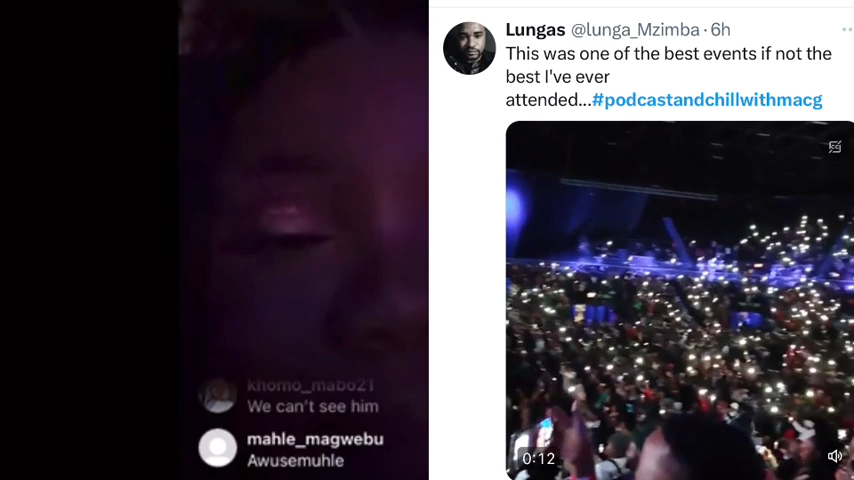 khomo_mabo21
We can't see him
mahle_magwebu
Awusemuhle
Lungas @lunga_Mzimba · 6h
This was one of the best events if not the
best I've ever
attended...#podcastandchillwithmacg
0:12